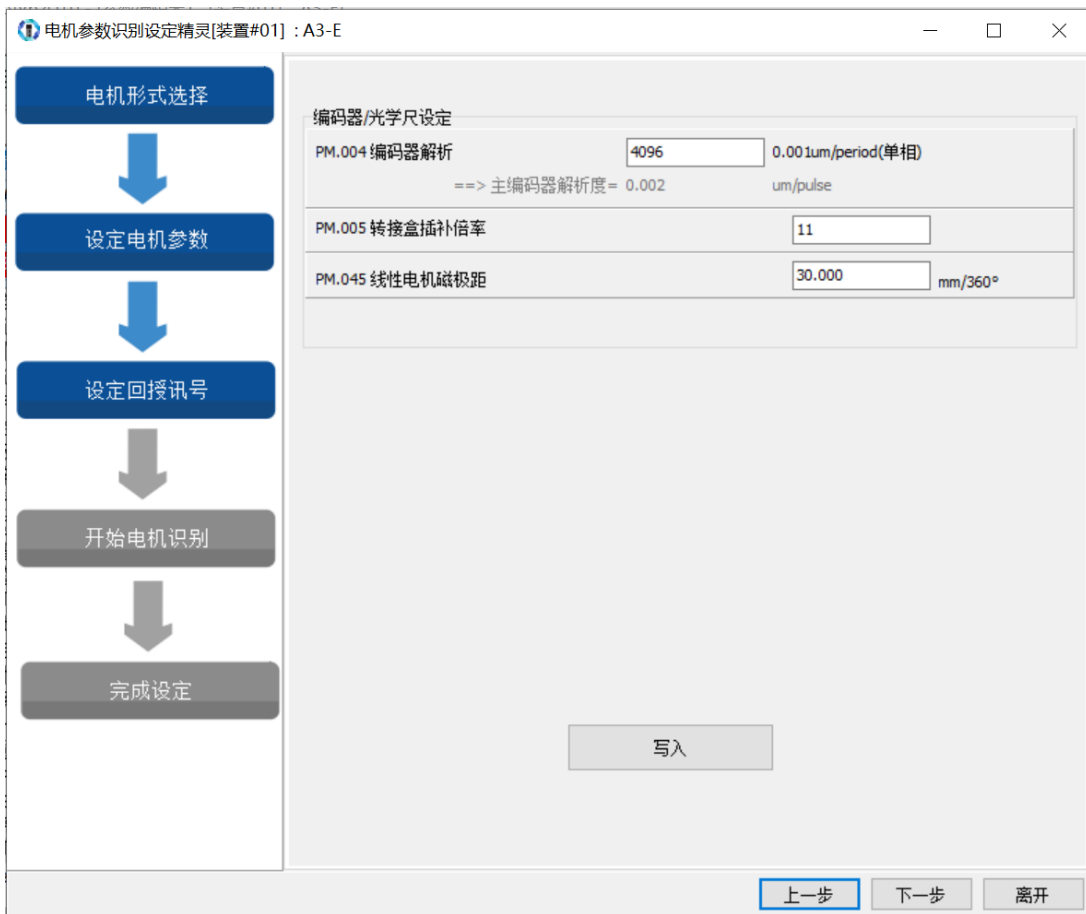 电机参数识别设定精灵[装置#01] : A3-E
电机形式选择
设定电机参数
设定回授讯号
开始电机识别
完成设定
编码器/光学尺设定
PM.004 编码器解析 4096 0.001um/period(单相)
==> 主编码器解析度= 0.002 um/pulse
PM.005 转接盒插补倍率 11
PM.045 线性电机磁极距 30.000 mm/360°
写入
上一步 下一步 离开